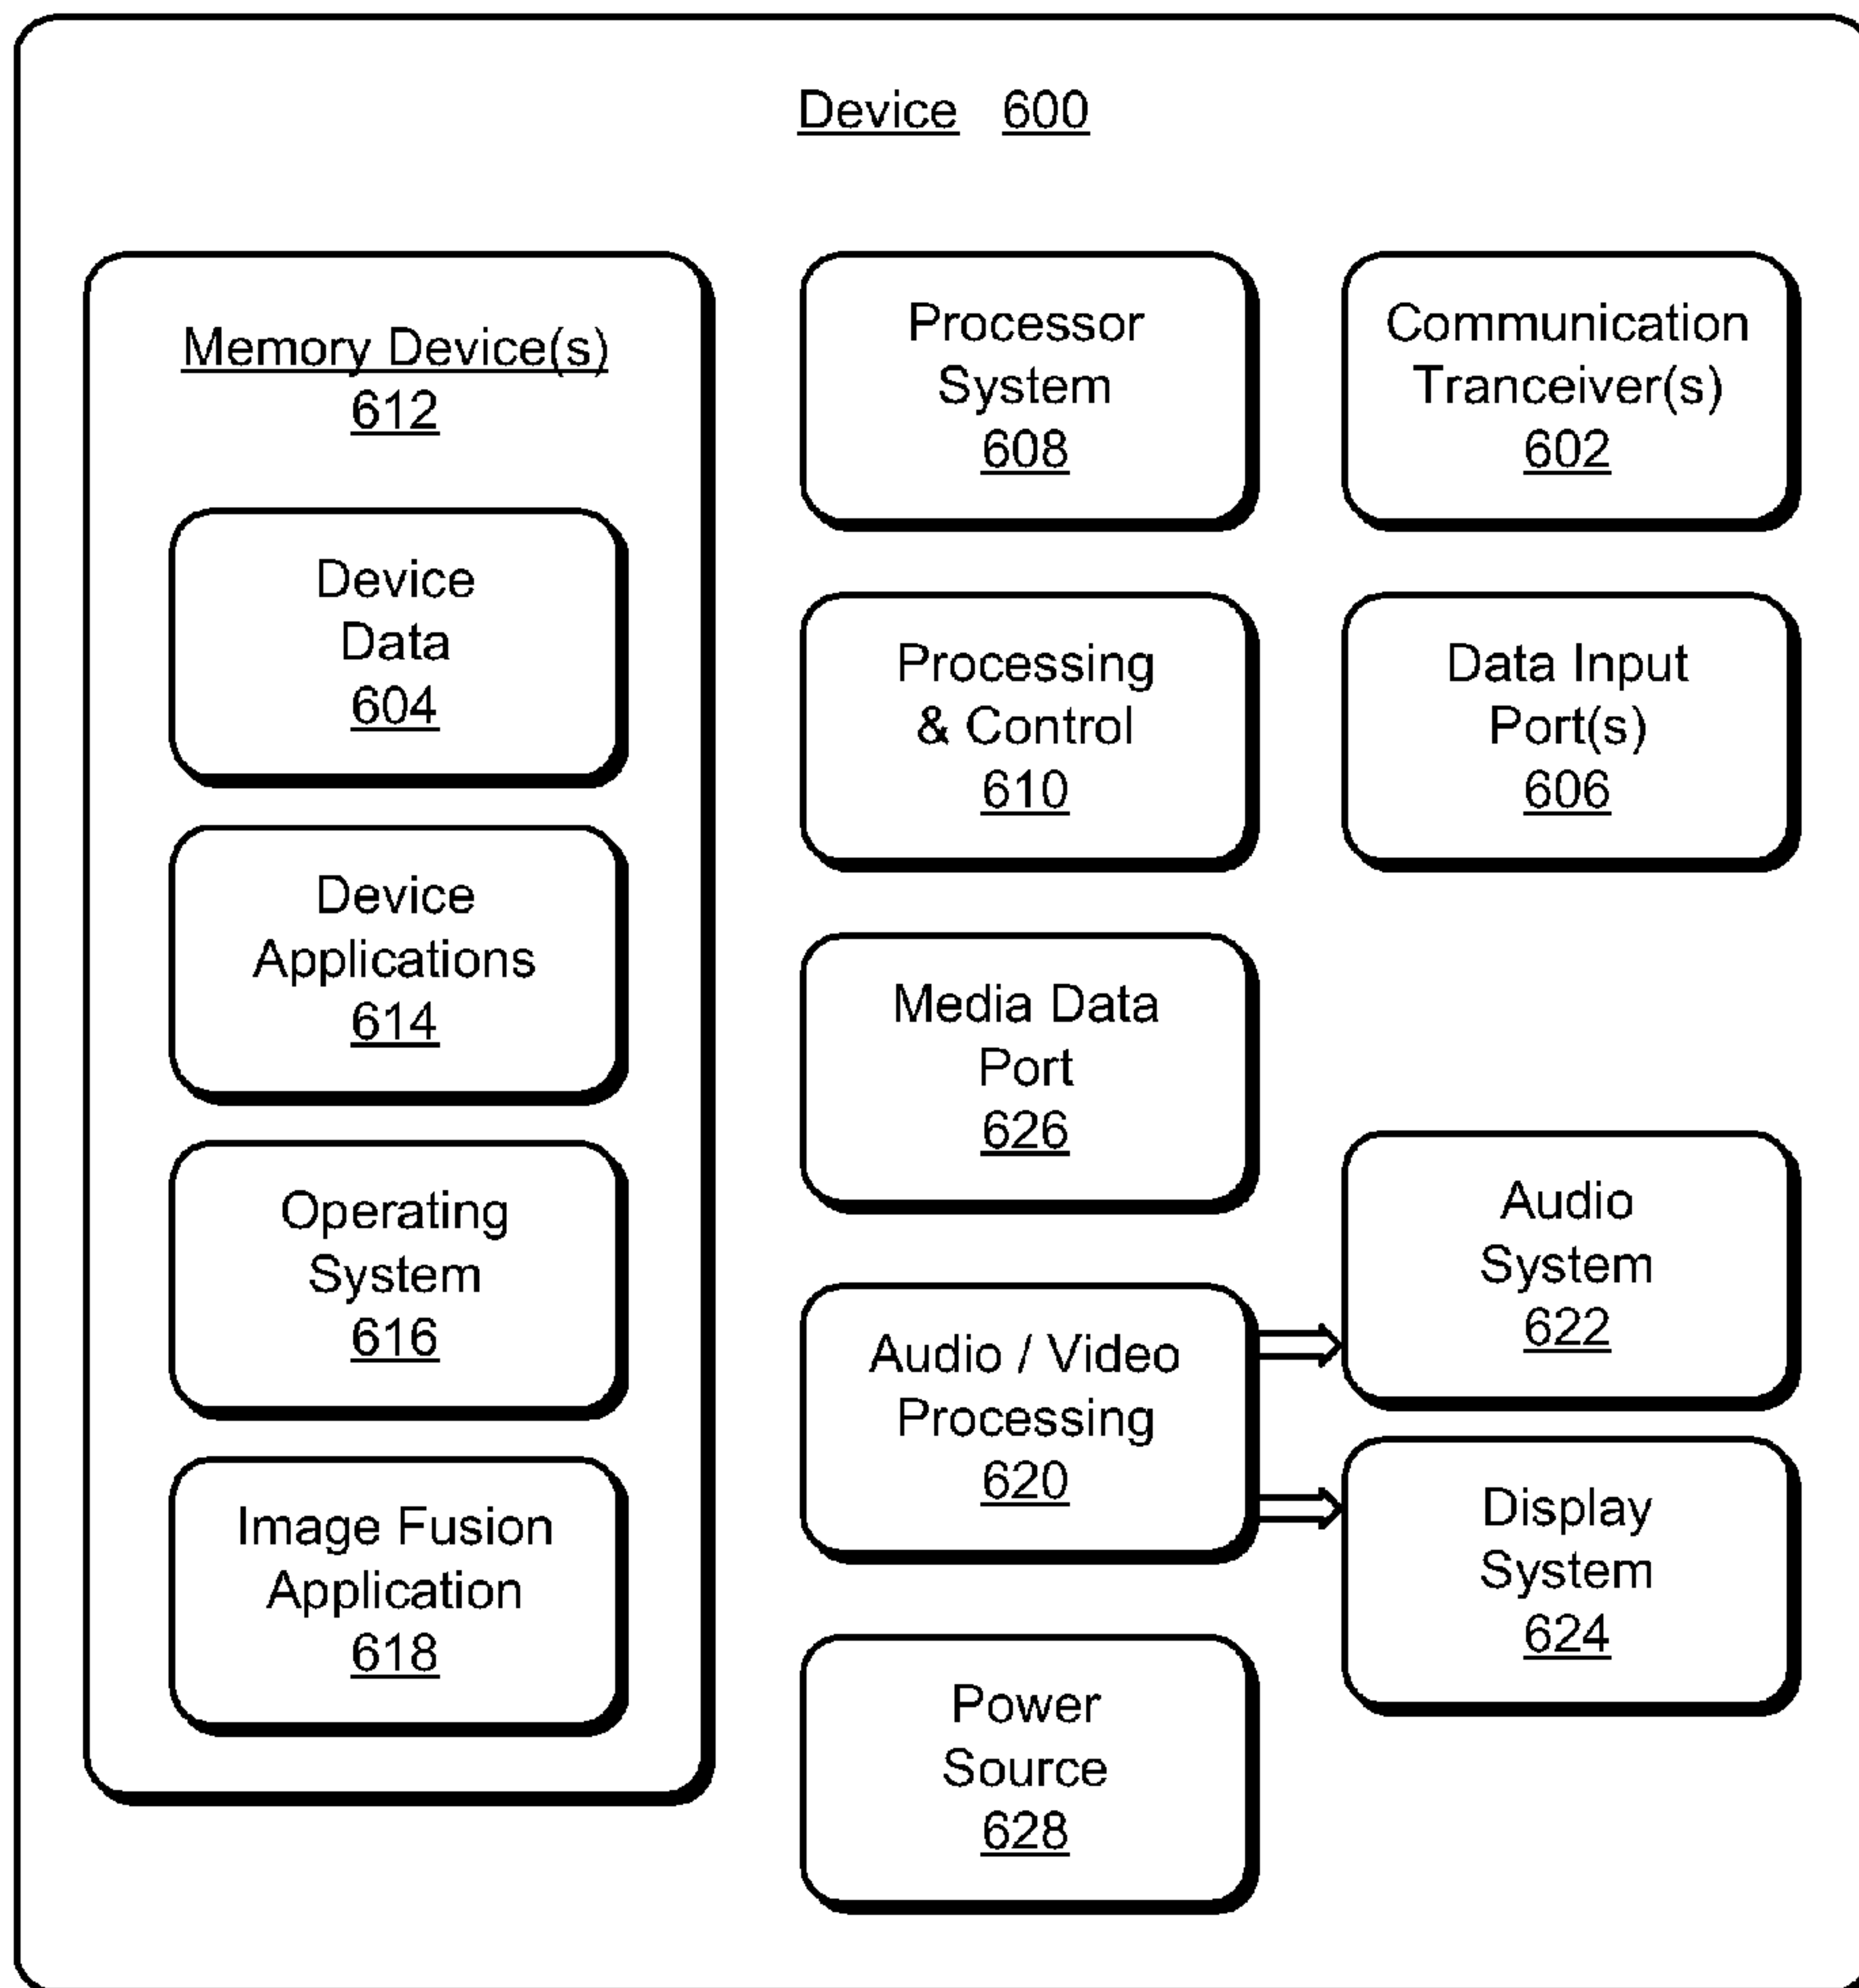 Device 600
Memory Device(s)
612
Device
Data
604
Device
Applications
614
Operating
System
616
Image Fusion
Application
618
Processor
System
608
Processing
& Control
610
Media Data
Port
626
Audio / Video
Processing
620
Power
Source
628
Communication
Tranceiver(s)
602
Data Input
Port(s)
606
Audio
System
622
Display
System
624